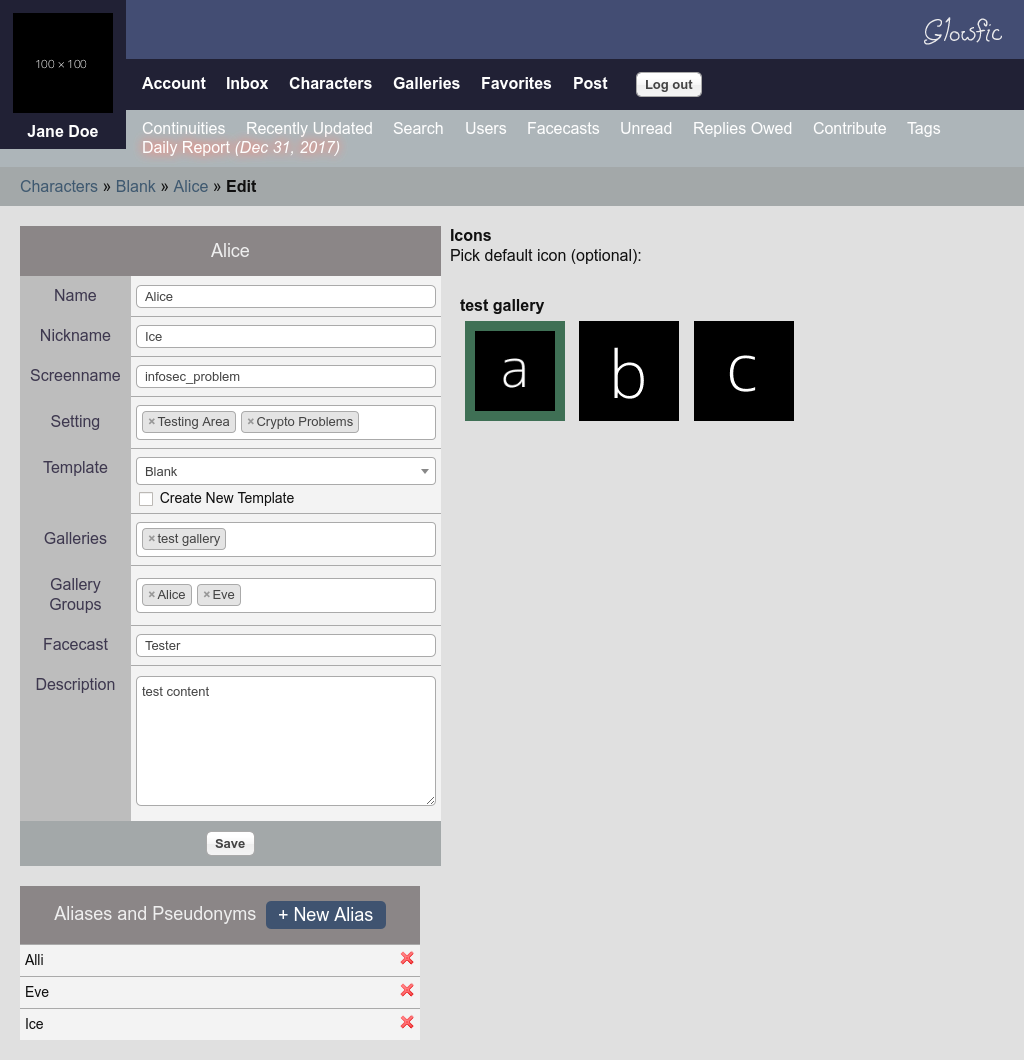 100 × 100
Jane Doe
Glowfic
Account Inbox Characters Galleries Favorites Post Log out
Continuities Recently Updated Search Users Facecasts Unread Replies Owed Contribute Tags
Daily Report (Dec 31, 2017)
Characters » Blank » Alice » Edit
Alice
Name Alice
Nickname Ice
Screenname infosec_problem
Setting ×Testing Area ×Crypto Problems
Template Blank
Create New Template
Galleries ×test gallery
Gallery
Groups
×Alice ×Eve
Facecast Tester
Description test content
Save
Icons
Pick default icon (optional):
test gallery
a b c
Aliases and Pseudonyms + New Alias
Alli
Eve
Ice